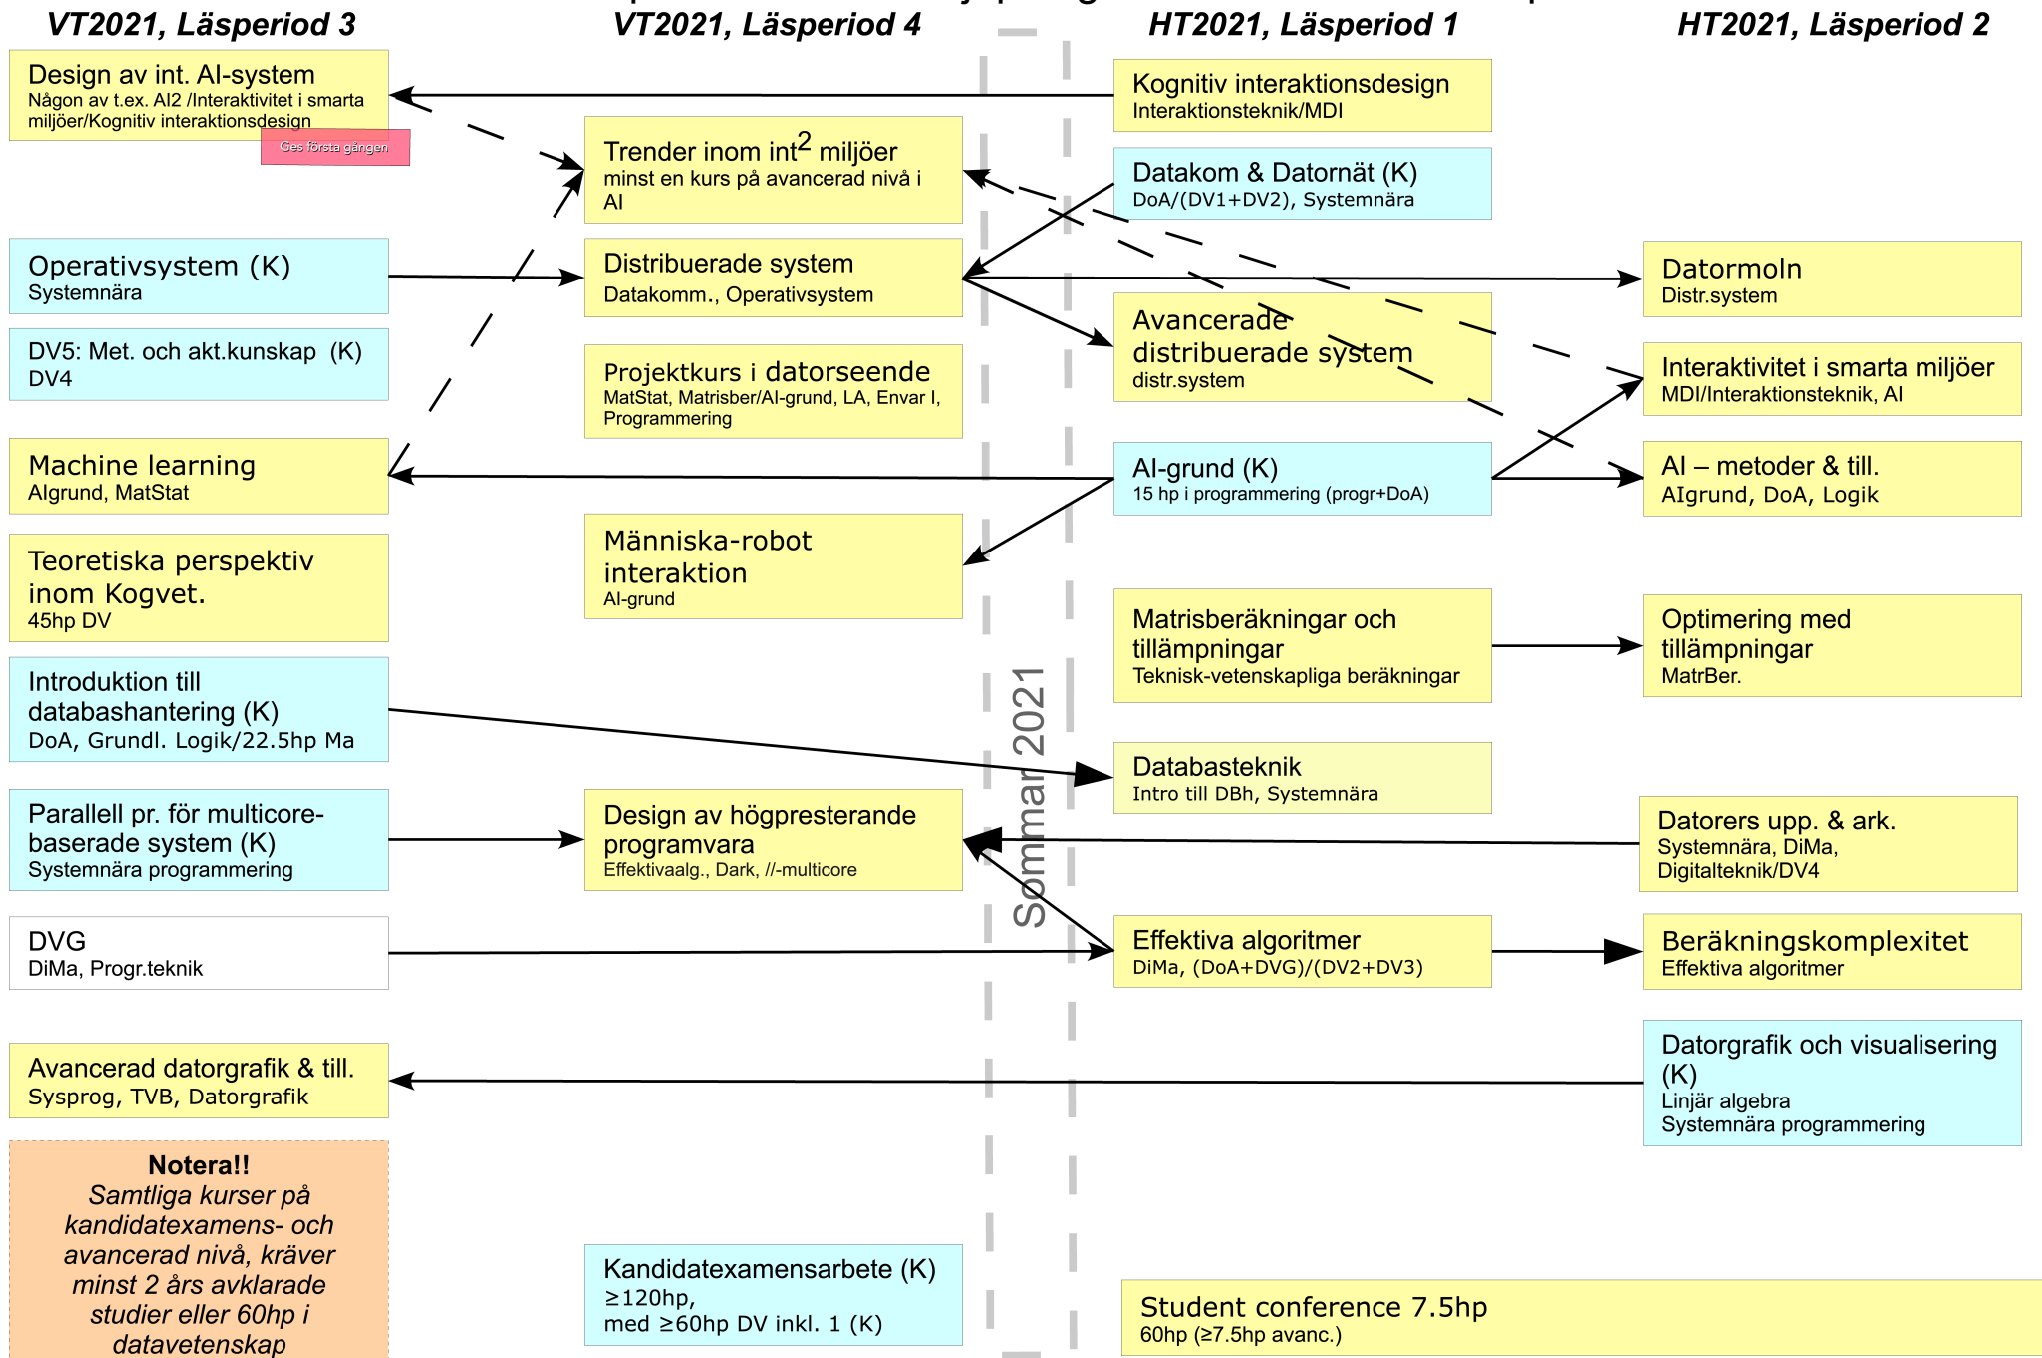 VT2021, Läsperiod 3
Design av int. AI-system
Någon av t.ex. AI2 /Interaktivitet i smarta
miljöer/Kognitiv interaktionsdesign
Ges första gången
Operativsystem (K)
Systemnära
DV5: Met. och akt.kunskap (K)
DV4
Machine learning
AIgrund, MatStat
Teoretiska perspektiv
inom Kogvet.
45hp DV
Introduktion till
databashantering (K)
DoA, Grundl. Logik/22.5hp Ma
Parallell pr. för multicore-
baserade system (K)
Systemnära programmering
DVG
DiMa, Progr.teknik
Avancerad datorgrafik & till.
Sysprog, TVB, Datorgrafik
Notera!!
Samtliga kurser på
kandidatexamens- och
avancerad nivå, kräver
minst 2 års avklarade
studier eller 60hp i
datavetenskap
VT2021, Läsperiod 4
Trender inom int² miljöer
minst en kurs på avancerad nivå i
AI
Distribuerade system
Datakomm., Operativsystem
Projektkurs i datorseende
MatStat, Matrisber/AI-grund, LA, Envar I,
Programmering
Människa-robot
interaktion
AI-grund
Design av högpresterande
programvara
Effektivaalg., Dark, //-multicore
Kandidatexamensarbete (K)
≥120hp,
med ≥60hp DV inkl. 1 (K)
Sommar 2021
HT2021, Läsperiod 1
Kognitiv interaktionsdesign
Interaktionsteknik/MDI
Datakom & Datornät (K)
DoA/(DV1+DV2), Systemnära
Avancerade
distribuerade system
distr.system
AI-grund (K)
15 hp i programmering (progr+DoA)
Matrisberäkningar och
tillämpningar
Teknisk-vetenskapliga beräkningar
Databasteknik
Intro till DBh, Systemnära
Effektiva algoritmer
DiMa, (DoA+DVG)/(DV2+DV3)
Student conference 7.5hp
60hp (≥7.5hp avanc.)
HT2021, Läsperiod 2
Datormoln
Distr.system
Interaktivitet i smarta miljöer
MDI/Interaktionsteknik, AI
AI – metoder & till.
AIgrund, DoA, Logik
Optimering med
tillämpningar
MatrBer.
Datorers upp. & ark.
Systemnära, DiMa,
Digitalteknik/DV4
Beräkningskomplexitet
Effektiva algoritmer
Datorgrafik och visualisering
(K)
Linjär algebra
Systemnära programmering